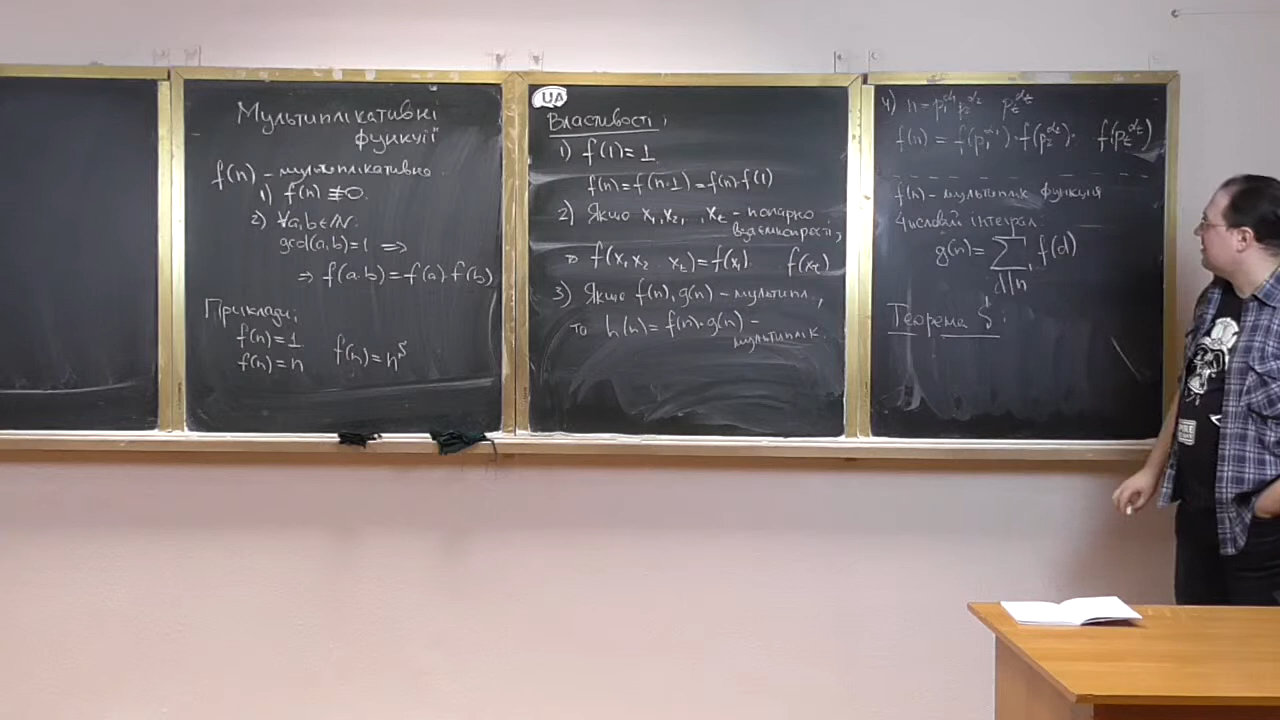 Мультиплікативні
функції
f(n) - мультиплікативна
1) f(n) ≢ 0.
2) ∀a,b∈ℕ.
gcd(a,b)=1 ⇒
⇒ f(a·b)=f(a)·f(b)
Приклади:
f(n)=1
f(n)=n f(n)=n^s
UA
Властивості:
1) f(1)=1
f(n)=f(n·1)=f(n)·f(1)
2) Якщо x₁,x₂, ,x_t - попарно
взаємнопрості,
то f(x₁x₂ x_t)=f(x₁). f(x_t)
3) Якщо f(n),g(n) - мультипл.,
то h(n)=f(n)·g(n) -
мультиплік.
4) n=p₁^α₁ p₂^α₂ p_t^α_t
f(n)=f(p₁^α₁)·f(p₂^α₂)· f(p_t^α_t)
f(n) - мультиплік функція
Числовий інтеграл:
g(n)=∑ f(d)
d|n
Теорема 5: